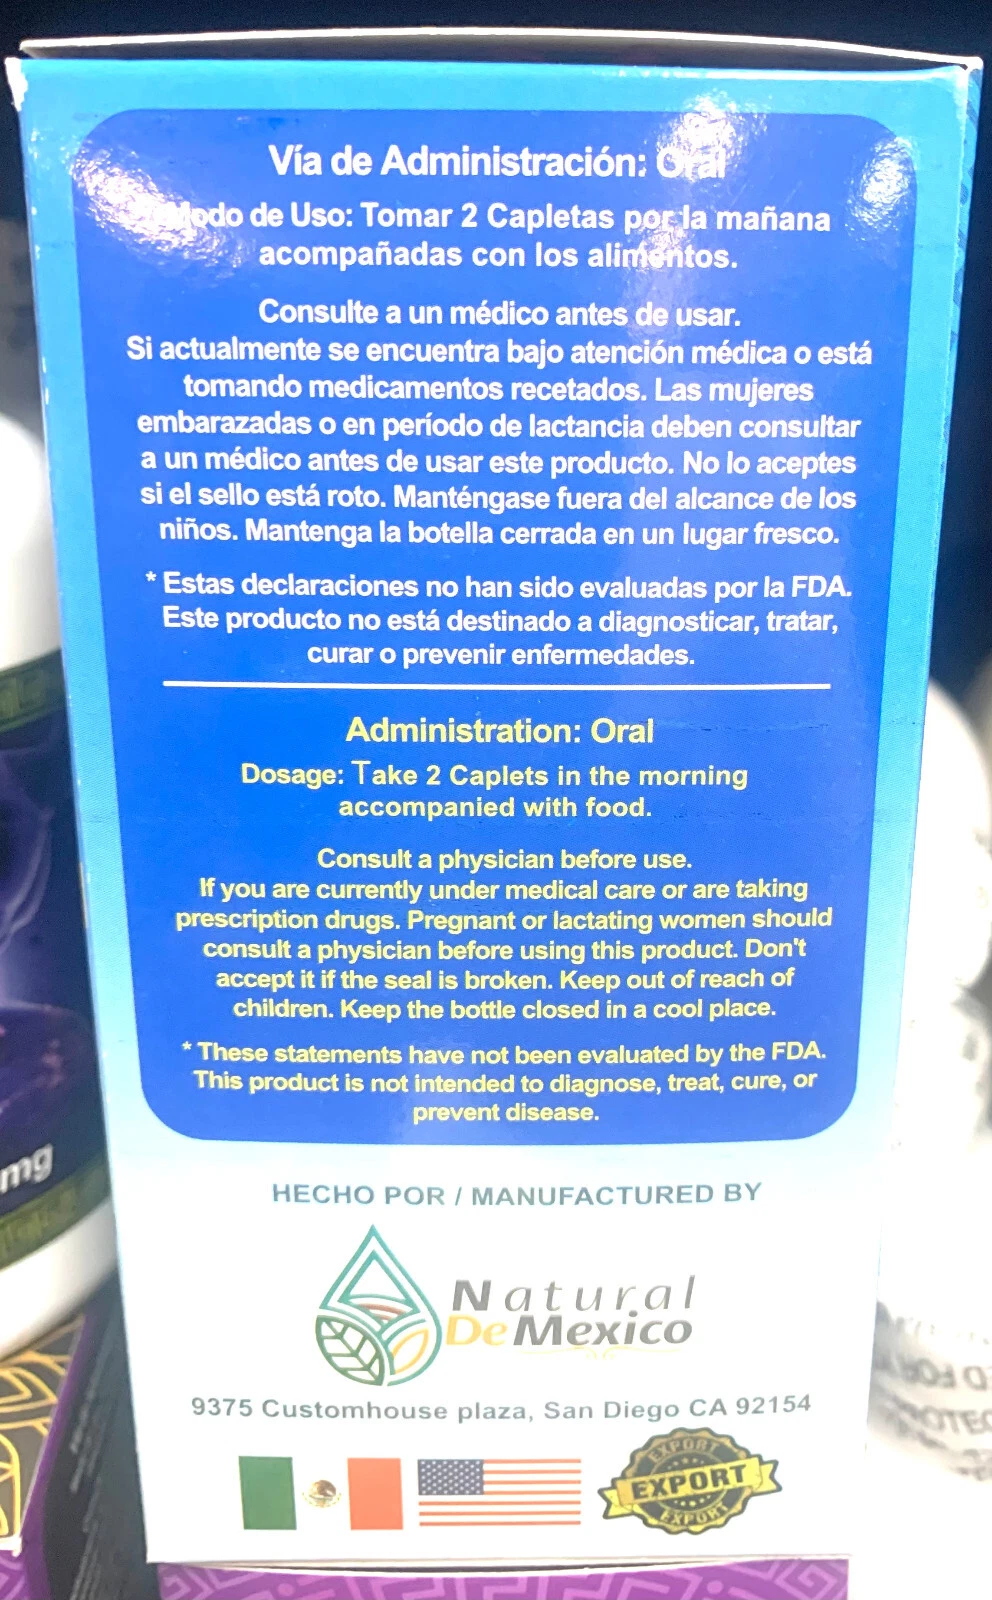 Vía de Administración: Oral
Modo de Uso: Tomar 2 Capletas por la mañana
acompañadas con los alimentos.
Consulte a un médico antes de usar.
Si actualmente se encuentra bajo atención médica o está
tomando medicamentos recetados. Las mujeres
embarazadas o en período de lactancia deben consultar
a un médico antes de usar este producto. No lo aceptes
si el sello está roto. Manténgase fuera del alcance de los
niños. Mantenga la botella cerrada en un lugar fresco.
* Estas declaraciones no han sido evaluadas por la FDA.
Este producto no está destinado a diagnosticar, tratar,
curar o prevenir enfermedades.
Administration: Oral
Dosage: Take 2 Caplets in the morning
accompanied with food.
Consult a physician before use.
If you are currently under medical care or are taking
prescription drugs. Pregnant or lactating women should
consult a physician before using this product. Don't
accept it if the seal is broken. Keep out of reach of
children. Keep the bottle closed in a cool place.
* These statements have not been evaluated by the FDA.
This product is not intended to diagnose, treat, cure, or
prevent disease.
mg
HECHO POR / MANUFACTURED BY
Natural
De Mexico
9375 Customhouse plaza, San Diego CA 92154
EXPORT
EXPORT
EXPORT